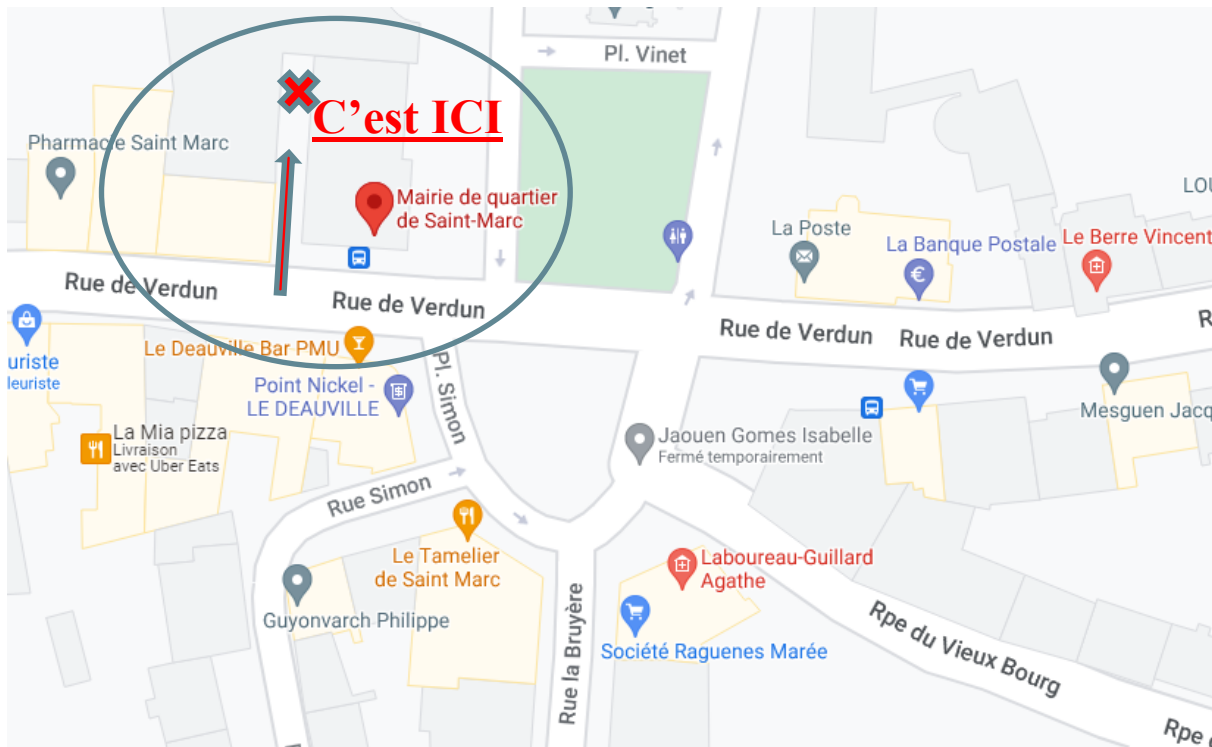 Pl. Vinet
C'est ICI
Pharmacie Saint Marc
Mairie de quartier
de Saint-Marc
LOU
La Poste
La Banque Postale
Le Berre Vincent
Rue de Verdun
Rue de Verdun
Rue de Verdun
Rue de Verdun
R
uriste
leuriste
Le Deauville Bar PMU
Point Nickel -
LE DEAUVILLE
Pl. Simon
Mesguen Jacq
La Mia pizza
Livraison
avec Uber Eats
Jaouen Gomes Isabelle
Fermé temporairement
Rue Simon
Le Tamelier
de Saint Marc
Laboureau-Guillard
Agathe
Guyonvarch Philippe
Rue la Bruyère
Société Raguenes Marée
Rpe du Vieux Bourg
Rpe